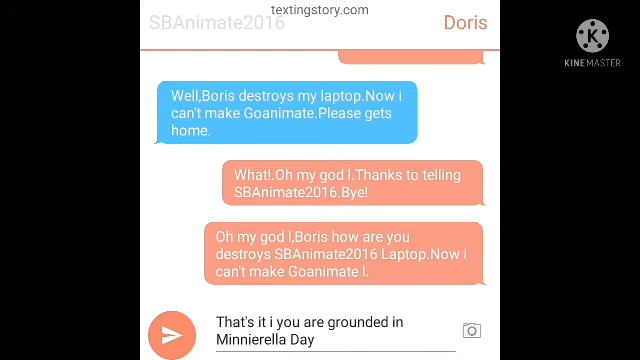 textingstory.com
SBAnimate2016
Doris
KINEMASTER
Well,Boris destroys my laptop.Now i
can't make Goanimate.Please gets
home.
What!.Oh my god I.Thanks to telling
SBAnimate2016.Bye!
Oh my god I,Boris how are you
destroys SBAnimate2016 Laptop.Now i
can't make Goanimate I.
That's it i you are grounded in
Minnierella Day